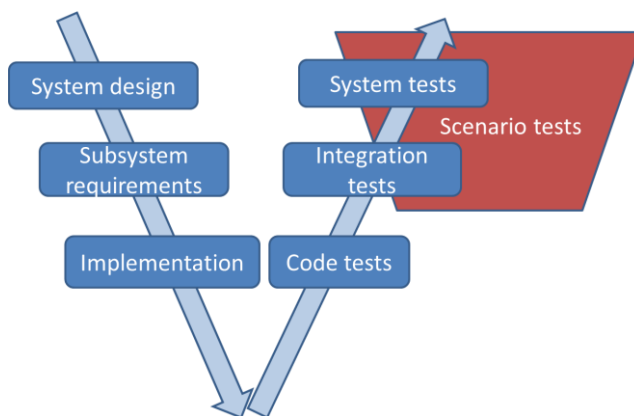 System design
System tests
Scenario tests
Subsystem
requirements
Integration
tests
Implementation
Code tests